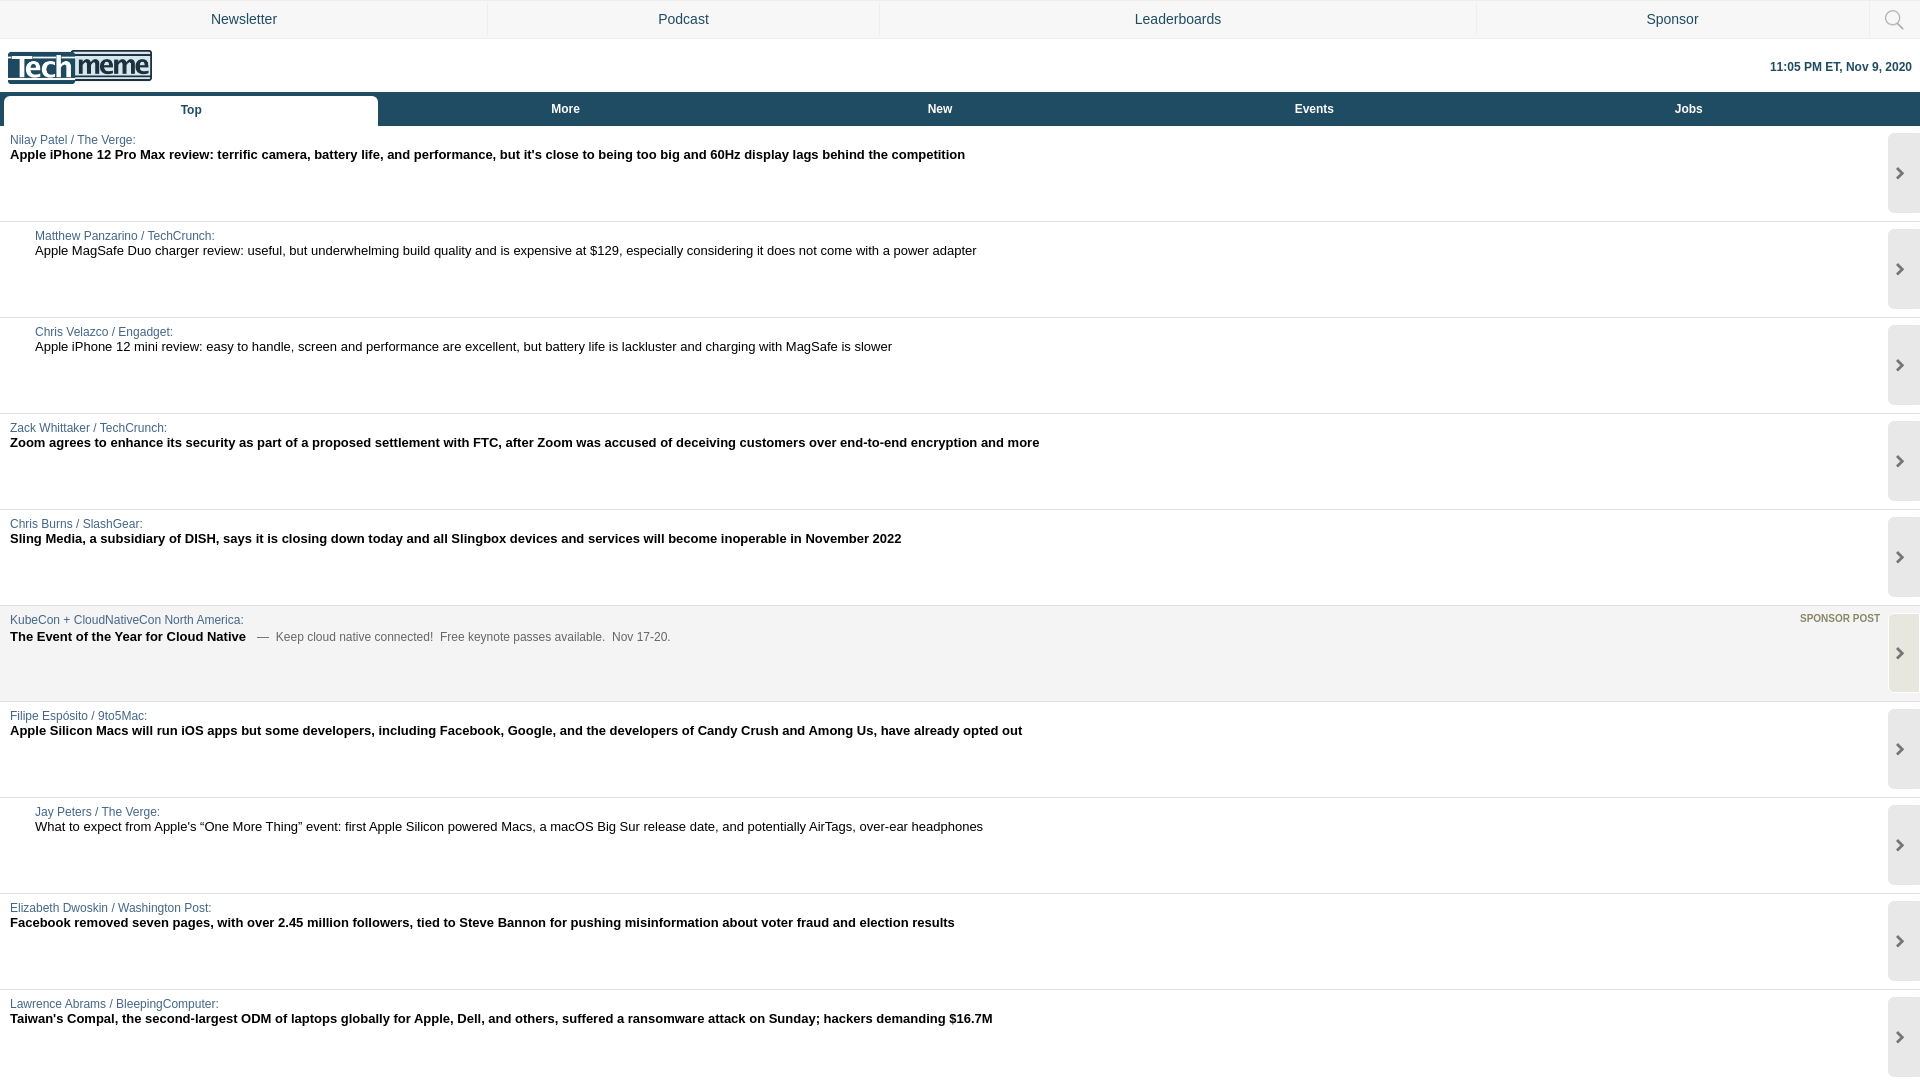 Newsletter
Podcast
Leaderboards
Sponsor
Techmeme
11:05 PM ET, Nov 9, 2020
Top
More
New
Events
Jobs
Nilay Patel / The Verge:
Apple iPhone 12 Pro Max review: terrific camera, battery life, and performance, but it's close to being too big and 60Hz display lags behind the competition
Matthew Panzarino / TechCrunch:
Apple MagSafe Duo charger review: useful, but underwhelming build quality and is expensive at $129, especially considering it does not come with a power adapter
Chris Velazco / Engadget:
Apple iPhone 12 mini review: easy to handle, screen and performance are excellent, but battery life is lackluster and charging with MagSafe is slower
Zack Whittaker / TechCrunch:
Zoom agrees to enhance its security as part of a proposed settlement with FTC, after Zoom was accused of deceiving customers over end-to-end encryption and more
Chris Burns / SlashGear:
Sling Media, a subsidiary of DISH, says it is closing down today and all Slingbox devices and services will become inoperable in November 2022
KubeCon + CloudNativeCon North America:
SPONSOR POST
The Event of the Year for Cloud Native — Keep cloud native connected! Free keynote passes available. Nov 17-20.
Filipe Espósito / 9to5Mac:
Apple Silicon Macs will run iOS apps but some developers, including Facebook, Google, and the developers of Candy Crush and Among Us, have already opted out
Jay Peters / The Verge:
What to expect from Apple's “One More Thing” event: first Apple Silicon powered Macs, a macOS Big Sur release date, and potentially AirTags, over-ear headphones
Elizabeth Dwoskin / Washington Post:
Facebook removed seven pages, with over 2.45 million followers, tied to Steve Bannon for pushing misinformation about voter fraud and election results
Lawrence Abrams / BleepingComputer:
Taiwan's Compal, the second-largest ODM of laptops globally for Apple, Dell, and others, suffered a ransomware attack on Sunday; hackers demanding $16.7M